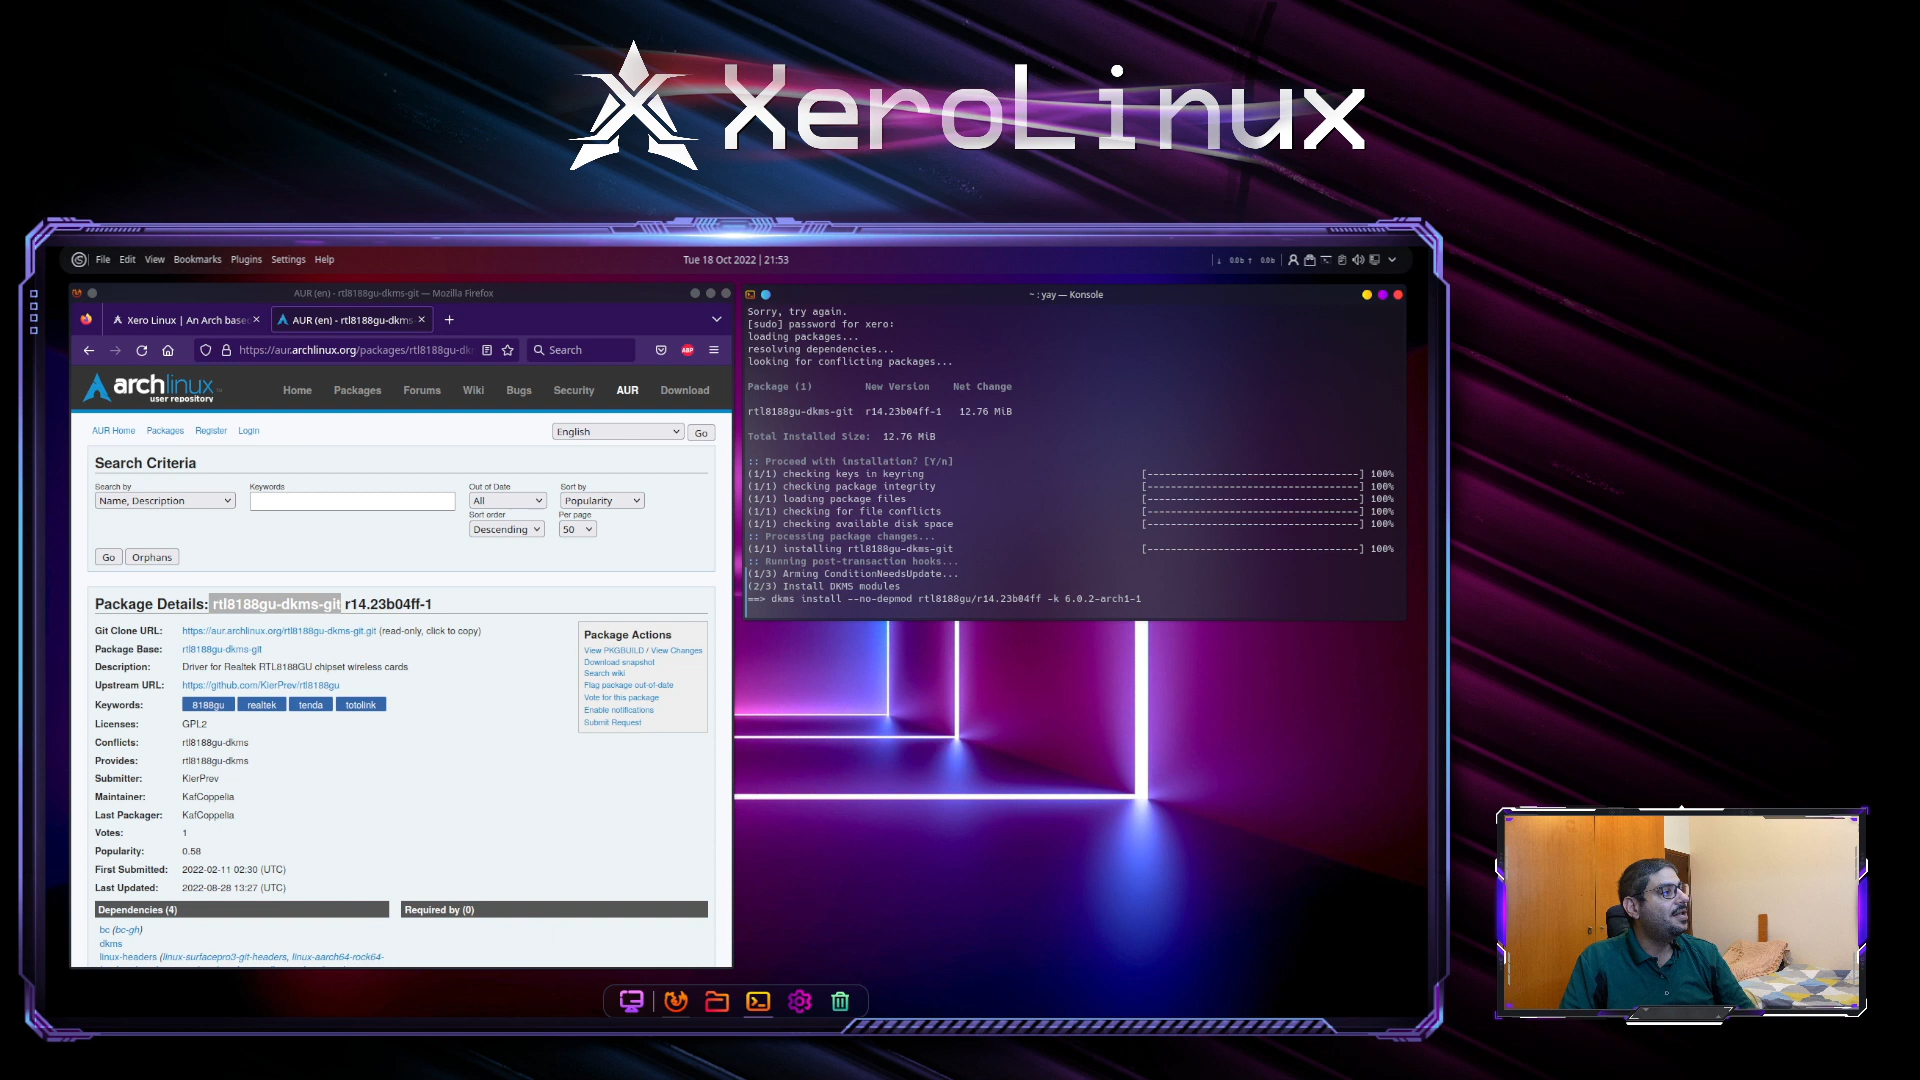 XeroLinux
File Edit View Bookmarks Plugins Settings Help
Tue 18 Oct 2022 | 21:53
AUR (en) - rtl8188gu-dkms-git — Mozilla Firefox
Xero Linux | An Arch base
AUR (en) - rtl8188gu-dkms
https://aur.archlinux.org/packages/rtl8188gu-dk
Search
ABP
archlinux
user repository
Home Packages Forums Wiki Bugs Security AUR Download
AUR Home Packages Register Login
English
Go
Search Criteria
Search by Keywords Out of Date Sort by
Name, Description All Popularity
Sort order Per page
Descending 50
Go Orphans
Package Details: rtl8188gu-dkms-git r14.23b04ff-1
Git Clone URL: https://aur.archlinux.org/rtl8188gu-dkms-git.git (read-only, click to copy)
Package Base: rtl8188gu-dkms-git
Description: Driver for Realtek RTL8188GU chipset wireless cards
Upstream URL: https://github.com/KierPrev/rtl8188gu
Keywords: 8188gu realtek tenda totolink
Licenses: GPL2
Conflicts: rtl8188gu-dkms
Provides: rtl8188gu-dkms
Submitter: KierPrev
Maintainer: KafCoppelia
Last Packager: KafCoppelia
Votes: 1
Popularity: 0.58
First Submitted: 2022-02-11 02:30 (UTC)
Last Updated: 2022-08-28 13:27 (UTC)
Package Actions
View PKGBUILD / View Changes
Download snapshot
Search wiki
Flag package out-of-date
Vote for this package
Enable notifications
Submit Request
Dependencies (4)
Required by (0)
bc (bc-gh)
dkms
linux-headers (linux-surfacepro3-git-headers, linux-aarch64-rock64-
~ : yay — Konsole
Sorry, try again.
[sudo] password for xero:
loading packages...
resolving dependencies...
looking for conflicting packages...
Package (1) New Version Net Change
rtl8188gu-dkms-git r14.23b04ff-1 12.76 MiB
Total Installed Size: 12.76 MiB
:: Proceed with installation? [Y/n]
(1/1) checking keys in keyring [------------------------------------] 100%
(1/1) checking package integrity [------------------------------------] 100%
(1/1) loading package files [------------------------------------] 100%
(1/1) checking for file conflicts [------------------------------------] 100%
(1/1) checking available disk space [------------------------------------] 100%
:: Processing package changes...
(1/1) installing rtl8188gu-dkms-git [------------------------------------] 100%
:: Running post-transaction hooks...
(1/3) Arming ConditionNeedsUpdate...
(2/3) Install DKMS modules
==> dkms install --no-depmod rtl8188gu/r14.23b04ff -k 6.0.2-arch1-1